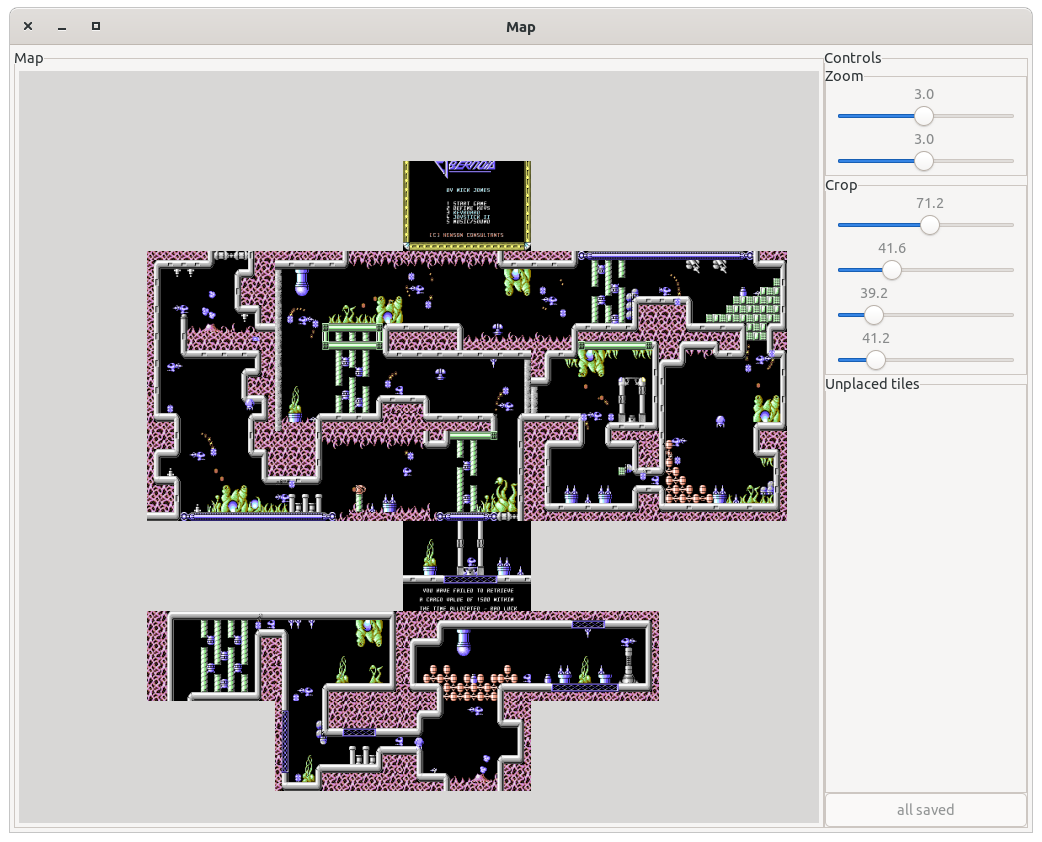 Map
Map
Controls
Zoom
3.0
3.0
Crop
71.2
41.6
39.2
41.2
Unplaced tiles
all saved
BY NICK JONES
1 START GAME
2 DEFINE KEYS
3 KEYBOARD
4 JOYSTICK II
5 MUSIC/SOUND
(C) HEWSON CONSULTANTS
YOU HAVE FAILED TO RETRIEVE
A CARGO VALUE OF 1500 WITHIN
THE TIME ALLOCATED - BAD LUCK